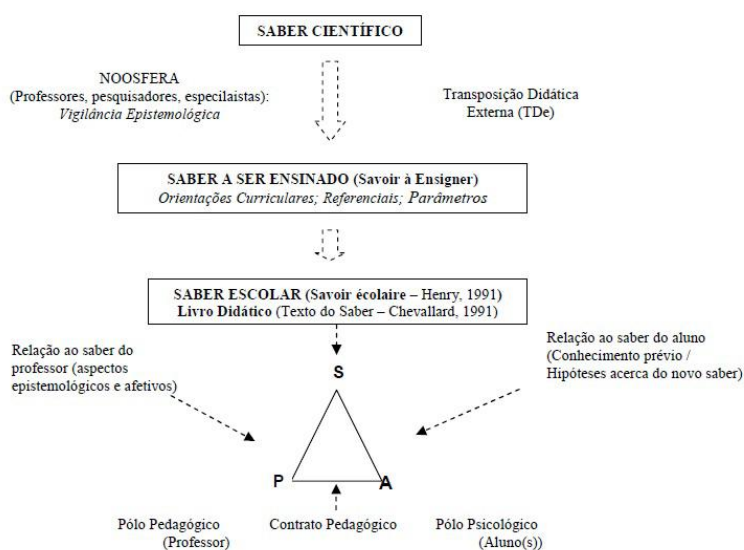 SABER CIENTÍFICO
NOOSFERA
(Professores, pesquisadores, especilaistas):
Vigilância Epistemológica
Transposição Didática
Externa (TDe)
SABER A SER ENSINADO (Savoir à Ensigner)
Orientações Curriculares; Referenciais; Parâmetros
SABER ESCOLAR (Savoir écolaire – Henry, 1991)
Livro Didático (Texto do Saber – Chevallard, 1991)
Relação ao saber do
professor (aspectos
epistemológicos e afetivos)
Relação ao saber do aluno
(Conhecimento prévio /
Hipóteses acerca do novo saber)
S
P
A
Pólo Pedagógico
(Professor)
Contrato Pedagógico
Pólo Psicológico
(Aluno(s))